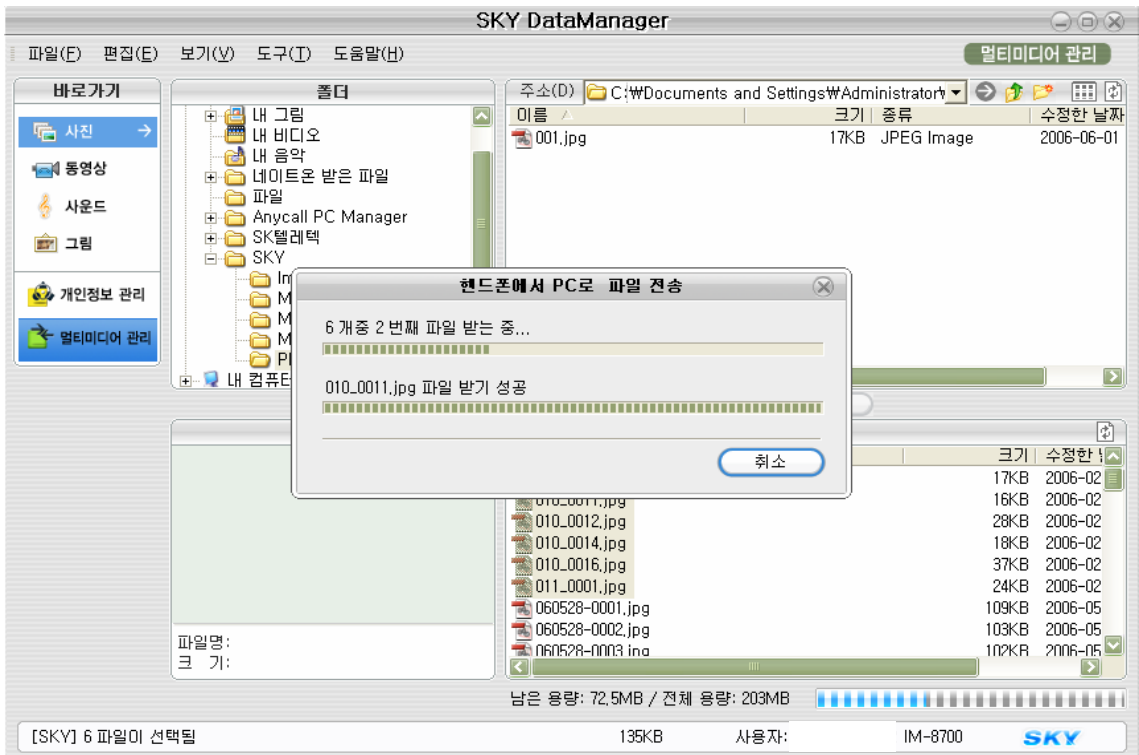 SKY DataManager
파일(F) 편집(E) 보기(V) 도구(T) 도움말(H)
멀티미디어 관리
바로가기
사진
동영상
사운드
그림
개인정보 관리
멀티미디어 관리
폴더
내 그림
내 비디오
내 음악
네이트온 받은 파일
파일
Anycall PC Manager
SK텔레텍
SKY
내 컴퓨터
주소(D) C:₩Documents and Settings₩Administrator₩
이름 크기 종류 수정한 날짜
001.jpg 17KB JPEG Image 2006-06-01
핸드폰에서 PC로 파일 전송
6 개중 2 번째 파일 받는 중...
010_0011.jpg 파일 받기 성공
취소
크기 수정한
17KB 2006-02
010_0011.jpg 16KB 2006-02
010_0012.jpg 28KB 2006-02
010_0014.jpg 18KB 2006-02
010_0016.jpg 37KB 2006-02
011_0001.jpg 24KB 2006-02
060528-0001.jpg 109KB 2006-05
060528-0002.jpg 103KB 2006-05
060528-0003.jpg 102KB 2006-05
파일명:
크 기:
남은 용량: 72.5MB / 전체 용량: 203MB
[SKY] 6 파일이 선택됨 135KB 사용자: IM-8700 SKY